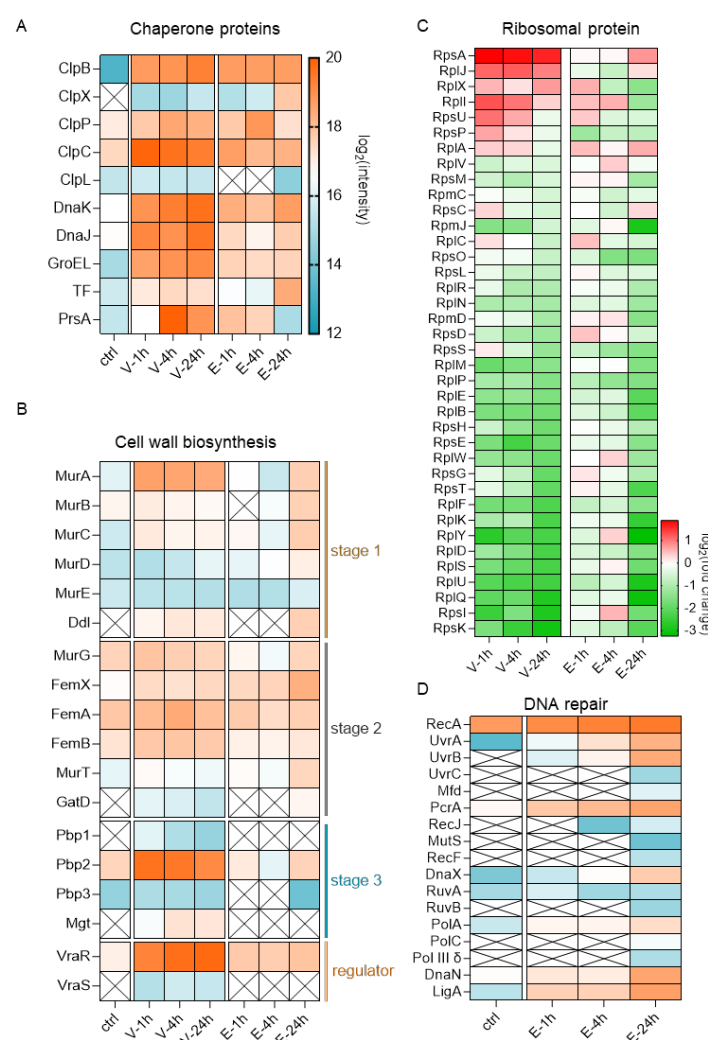 A
Chaperone proteins
ClpB
ClpX
ClpP
ClpC
ClpL
DnaK
DnaJ
GroEL
TF
PrsA
ctrl
V-1h
V-4h
V-24h
E-1h
E-4h
E-24h
20
18
16
14
12
log2(intensity)
B
Cell wall biosynthesis
MurA
MurB
MurC
MurD
MurE
Ddl
stage 1
MurG
FemX
FemA
FemB
MurT
GatD
stage 2
Pbp1
Pbp2
Pbp3
Mgt
stage 3
VraR
VraS
regulator
ctrl
V-1h
V-4h
V-24h
E-1h
E-4h
E-24h
C
Ribosomal protein
RpsA
RplJ
RplX
RplI
RpsU
RpsP
RplA
RplV
RpsM
RpmC
RpsC
RpmJ
RplC
RpsO
RpsL
RplR
RplN
RpmD
RpsD
RpsS
RplM
RplP
RplE
RplB
RpsH
RpsE
RplW
RpsG
RpsT
RplF
RplK
RplY
RplD
RplS
RplU
RplQ
RpsI
RpsK
V-1h
V-4h
V-24h
E-1h
E-4h
E-24h
1
0
-1
-2
-3
log2(fold change)
D
DNA repair
RecA
UvrA
UvrB
UvrC
Mfd
PcrA
RecJ
MutS
RecF
DnaX
RuvA
RuvB
PolA
PolC
Pol III δ
DnaN
LigA
ctrl
E-1h
E-4h
E-24h